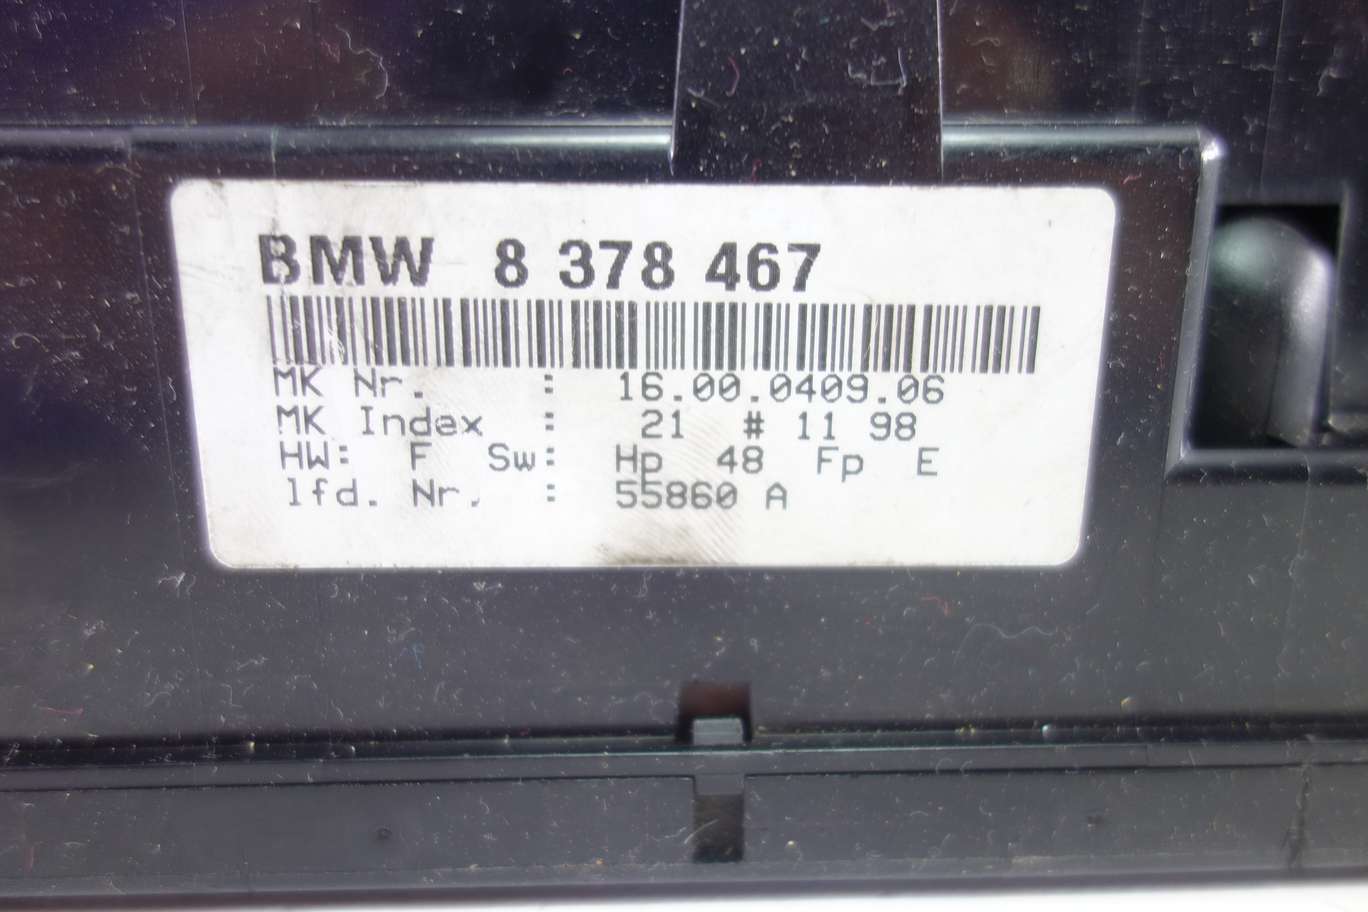 BMW 8 378 467
MK Nr. : 16.00.0409.06
MK Index : 21 # 11 98
HW: F Sw: Hp 48 Fp E
lfd. Nr. : 55860 A